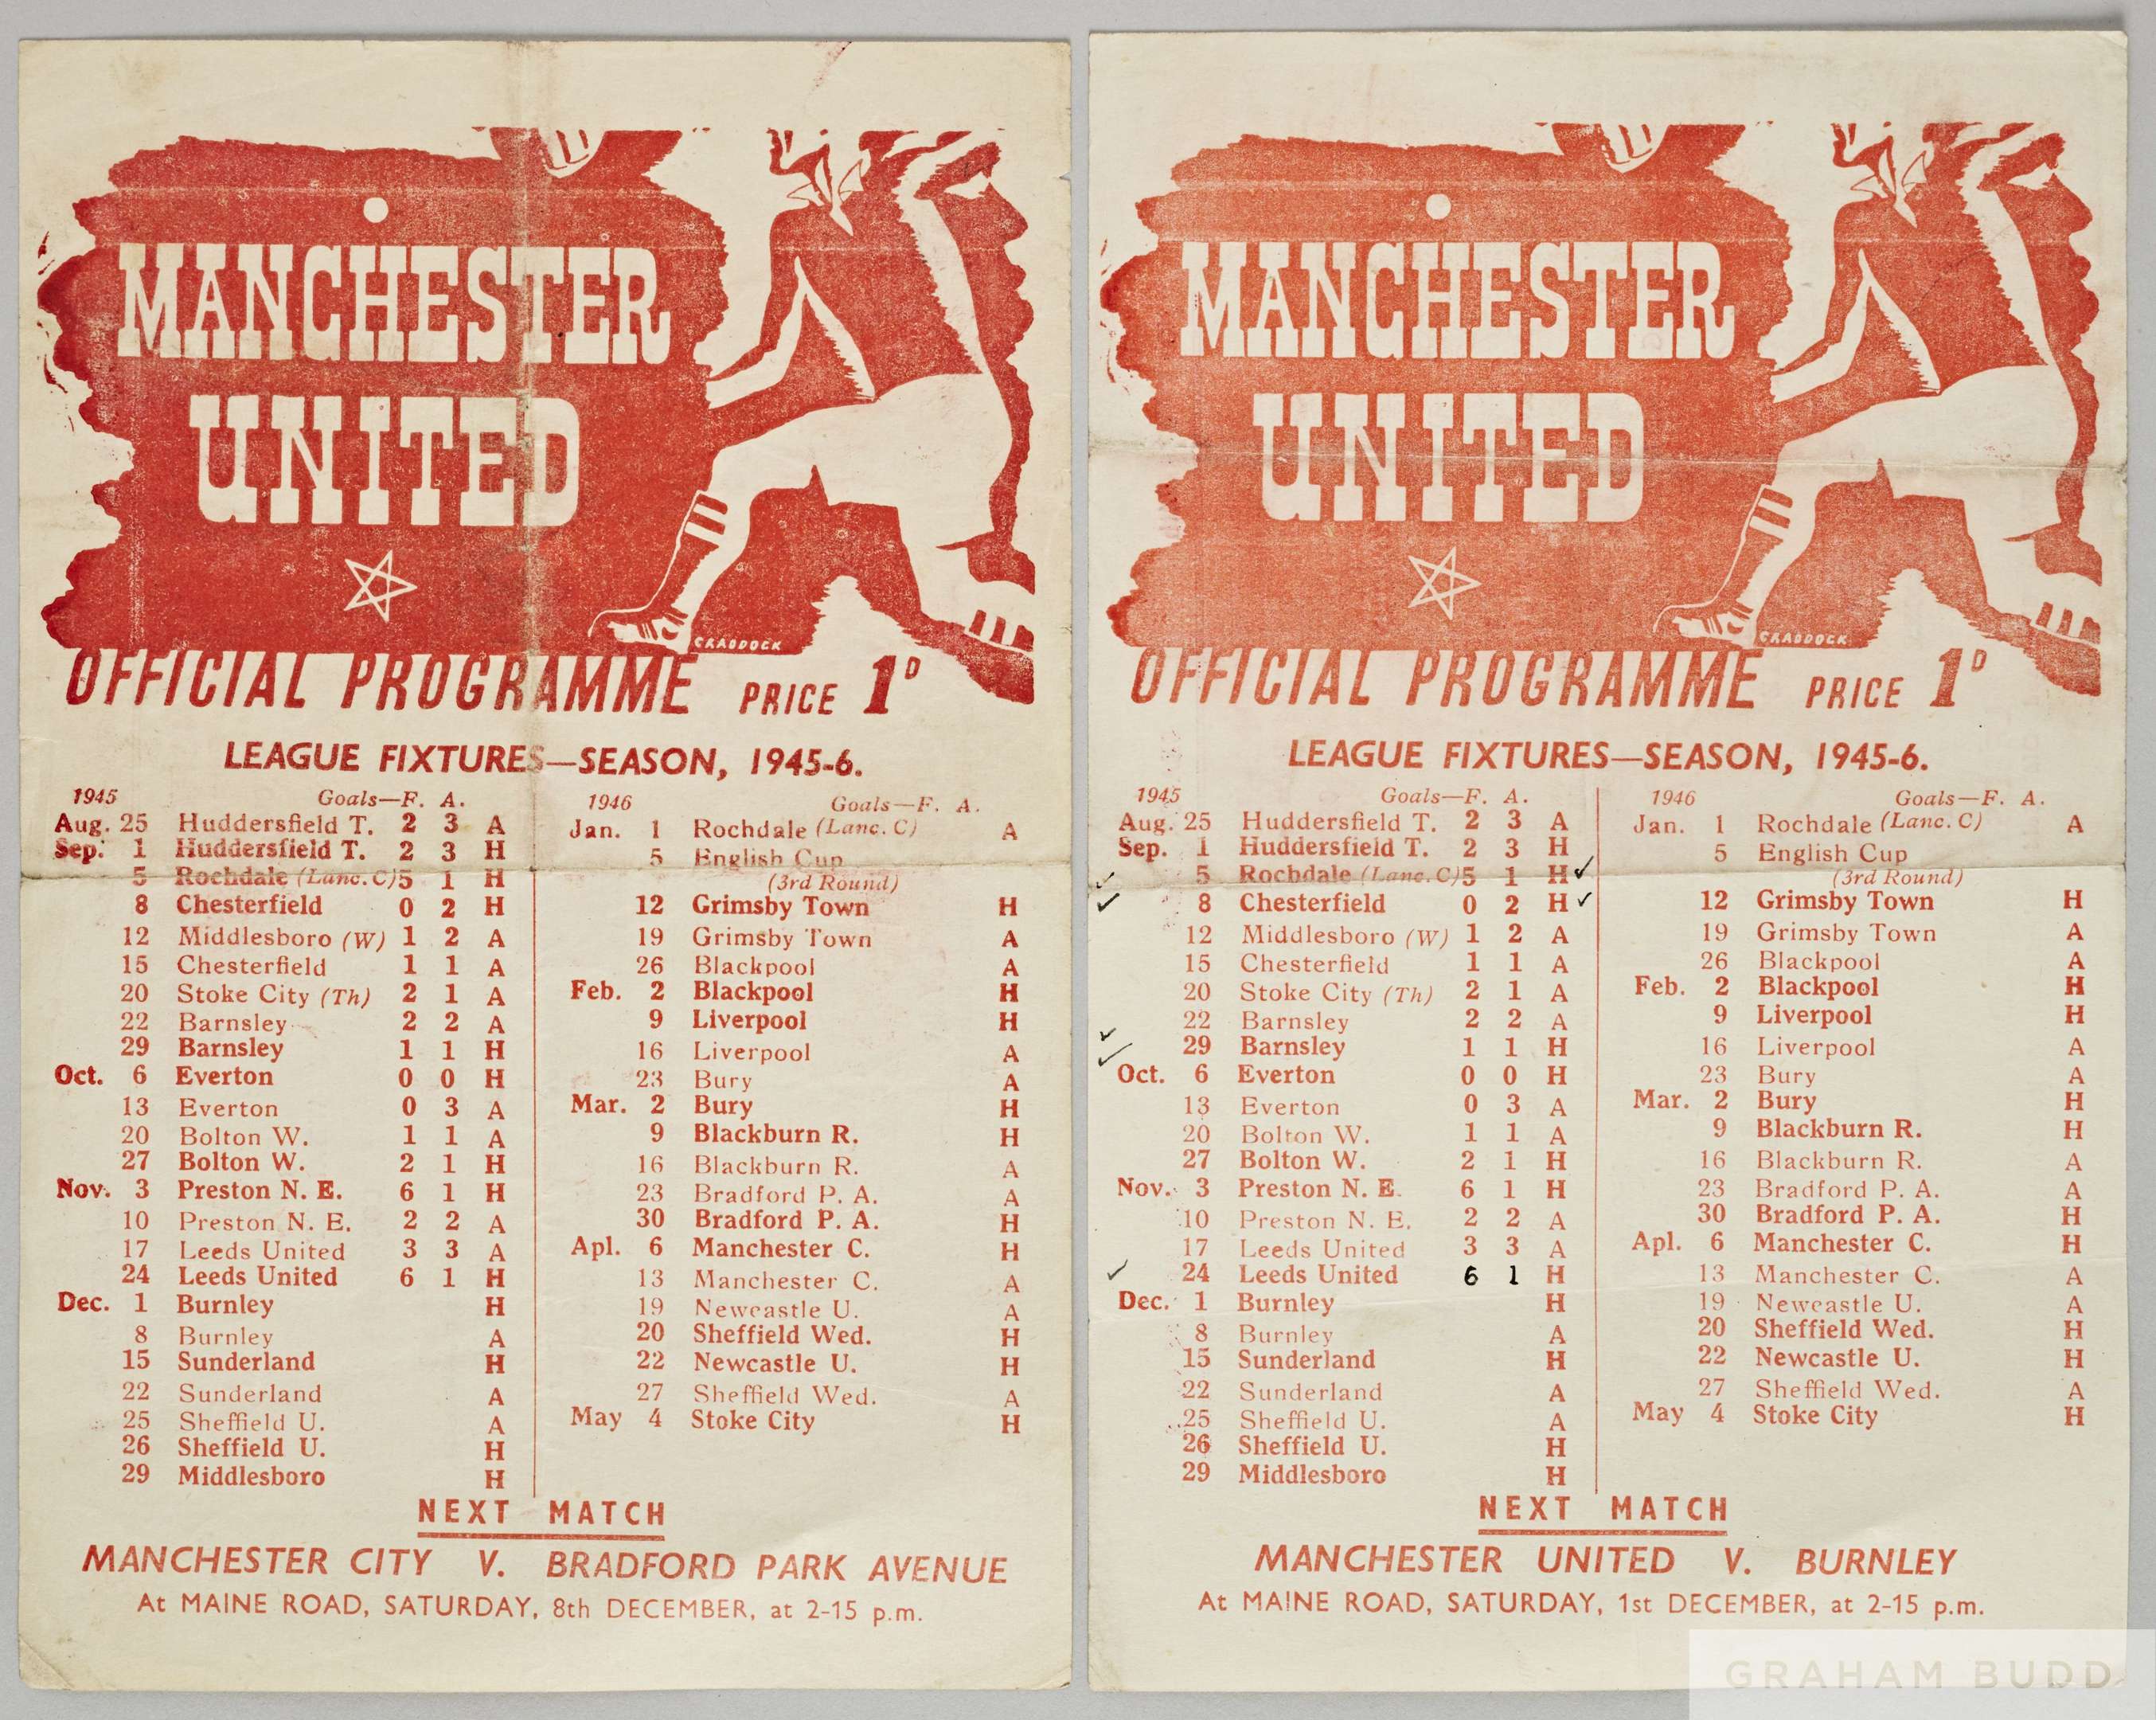 MANCHESTER
UNITED
CRADDOCK
OFFICIAL PROGRAMME PRICE 1D
LEAGUE FIXTURES—SEASON, 1945-6.
1945 Goals—F. A.
Aug. 25 Huddersfield T. 2 3 A
Sep. 1 Huddersfield T. 2 3 H
5 Rochdale (Lanc. C) 5 1 H
8 Chesterfield 0 2 H
12 Middlesboro (W) 1 2 A
15 Chesterfield 1 1 A
20 Stoke City (Th) 2 1 A
22 Barnsley 2 2 A
29 Barnsley 1 1 H
Oct. 6 Everton 0 0 H
13 Everton 0 3 A
20 Bolton W. 1 1 A
27 Bolton W. 2 1 H
Nov. 3 Preston N. E. 6 1 H
10 Preston N. E. 2 2 A
17 Leeds United 3 3 A
24 Leeds United 6 1 H
Dec. 1 Burnley H
8 Burnley A
15 Sunderland H
22 Sunderland A
25 Sheffield U. A
26 Sheffield U. H
29 Middlesboro H
1946 Goals—F. A.
Jan. 1 Rochdale (Lanc. C) A
5 English Cup
(3rd Round)
12 Grimsby Town H
19 Grimsby Town A
26 Blackpool A
Feb. 2 Blackpool H
9 Liverpool H
16 Liverpool A
23 Bury A
Mar. 2 Bury H
9 Blackburn R. H
16 Blackburn R. A
23 Bradford P. A. A
30 Bradford P. A. H
Apl. 6 Manchester C. H
13 Manchester C. A
19 Newcastle U. A
20 Sheffield Wed. H
22 Newcastle U. H
27 Sheffield Wed. A
May 4 Stoke City H
NEXT MATCH
MANCHESTER CITY V. BRADFORD PARK AVENUE
At MAINE ROAD, SATURDAY, 8th DECEMBER, at 2-15 p.m.
MANCHESTER
UNITED
CRADDOCK
OFFICIAL PROGRAMME PRICE 1D
LEAGUE FIXTURES—SEASON, 1945-6.
1945 Goals—F. A.
Aug. 25 Huddersfield T. 2 3 A
Sep. 1 Huddersfield T. 2 3 H
✓ 5 Rochdale (Lanc. C) 5 1 H ✓
✓ 8 Chesterfield 0 2 H ✓
12 Middlesboro (W) 1 2 A
15 Chesterfield 1 1 A
20 Stoke City (Th) 2 1 A
22 Barnsley 2 2 A
✓ 29 Barnsley 1 1 H
✓ Oct. 6 Everton 0 0 H
13 Everton 0 3 A
20 Bolton W. 1 1 A
27 Bolton W. 2 1 H
Nov. 3 Preston N. E. 6 1 H
10 Preston N. E. 2 2 A
17 Leeds United 3 3 A
✓ 24 Leeds United 6 1 H
Dec. 1 Burnley H
8 Burnley A
15 Sunderland H
22 Sunderland A
25 Sheffield U. A
26 Sheffield U. H
29 Middlesboro H
1946 Goals—F. A.
Jan. 1 Rochdale (Lanc. C) A
5 English Cup
(3rd Round)
12 Grimsby Town H
19 Grimsby Town A
26 Blackpool A
Feb. 2 Blackpool H
9 Liverpool H
16 Liverpool A
23 Bury A
Mar. 2 Bury H
9 Blackburn R. H
16 Blackburn R. A
23 Bradford P. A. A
30 Bradford P. A. H
Apl. 6 Manchester C. H
13 Manchester C. A
19 Newcastle U. A
20 Sheffield Wed. H
22 Newcastle U. H
27 Sheffield Wed. A
May 4 Stoke City H
NEXT MATCH
MANCHESTER UNITED V. BURNLEY
At MAINE ROAD, SATURDAY, 1st DECEMBER, at 2-15 p.m.
GRAHAM BUDD